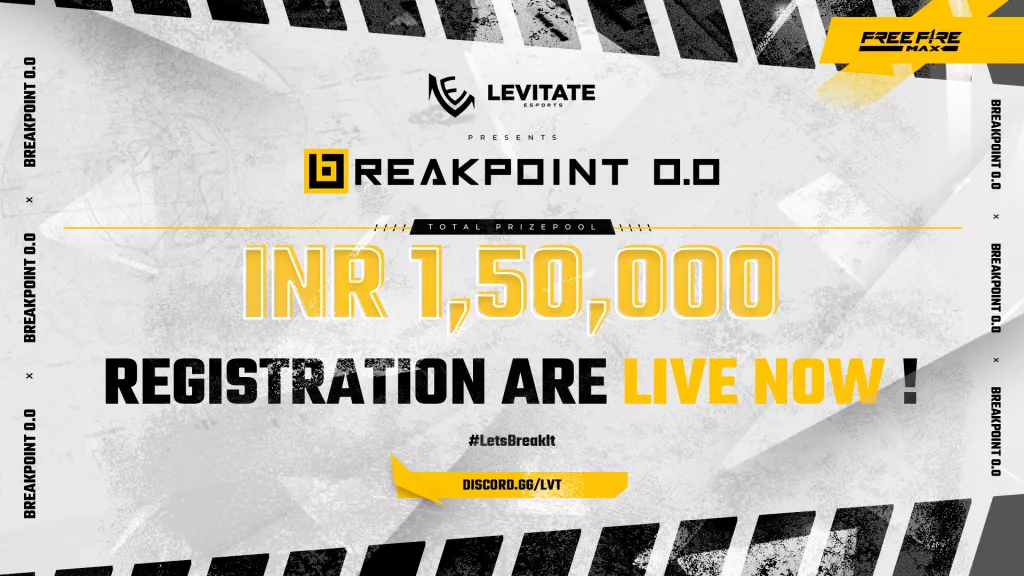 FREE FIRE
MAX
LEVITATE
ESPORTS
PRESENTS
BREAKPOINT 0.0
TOTAL PRIZEPOOL
INR 1,50,000
REGISTRATION ARE LIVE NOW !
#LetsBreakIt
DISCORD.GG/LVT
BREAKPOINT 0.0 x BREAKPOINT 0.0 x BREAKPOINT 0.0
BREAKPOINT 0.0 x BREAKPOINT 0.0 x BREAKPOINT 0.0